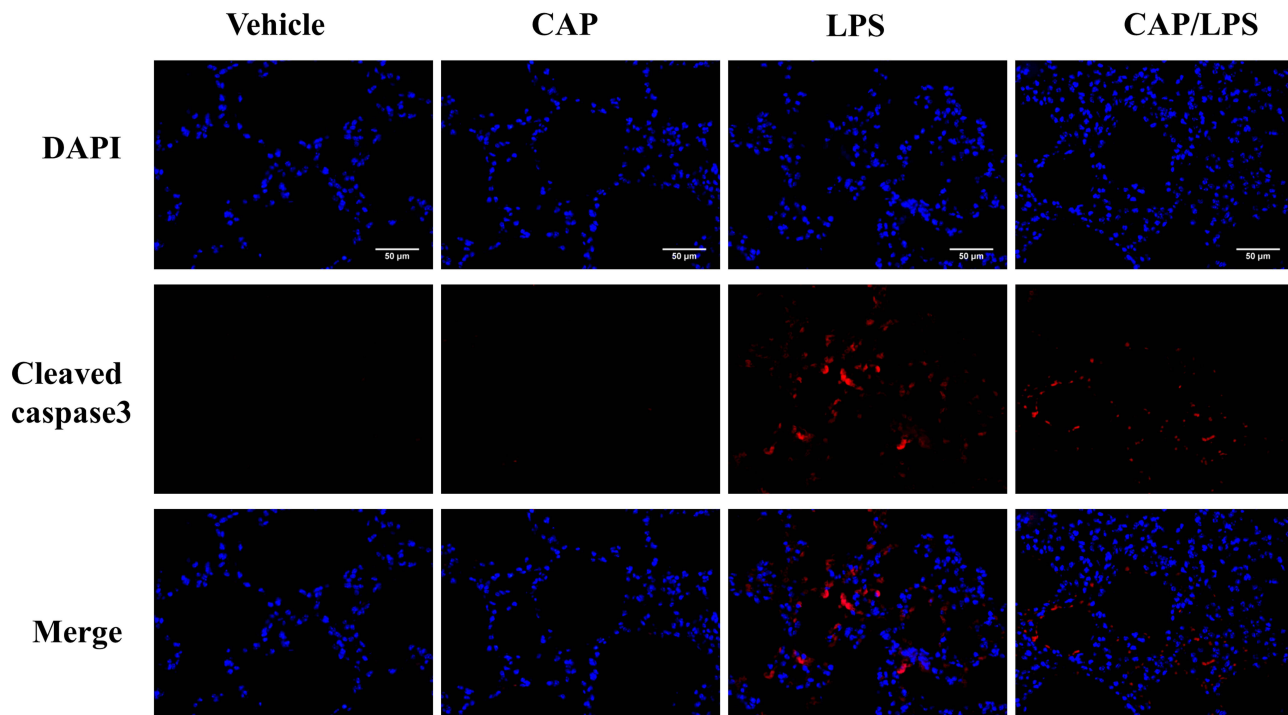 Vehicle CAP LPS CAP/LPS
DAPI
50 µm 50 µm 50 µm 50 µm
Cleaved
caspase3
Merge